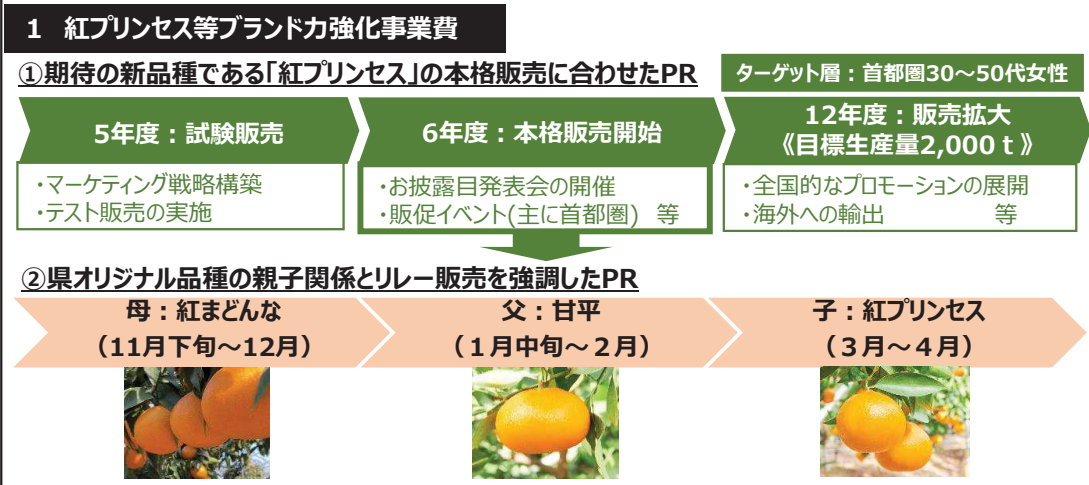 1 紅プリンセス等ブランド力強化事業費
①期待の新品種である「紅プリンセス」の本格販売に合わせたPR
ターゲット層：首都圏30～50代女性
5年度：試験販売
6年度：本格販売開始
12年度：販売拡大
《目標生産量2,000ｔ》
・マーケティング戦略構築
・テスト販売の実施
・お披露目発表会の開催
・販促イベント(主に首都圏) 等
・全国的なプロモーションの展開
・海外への輸出 等
②県オリジナル品種の親子関係とリレー販売を強調したPR
母：紅まどんな
（11月下旬～12月）
父：甘平
（１月中旬～２月）
子：紅プリンセス
（３月～４月）